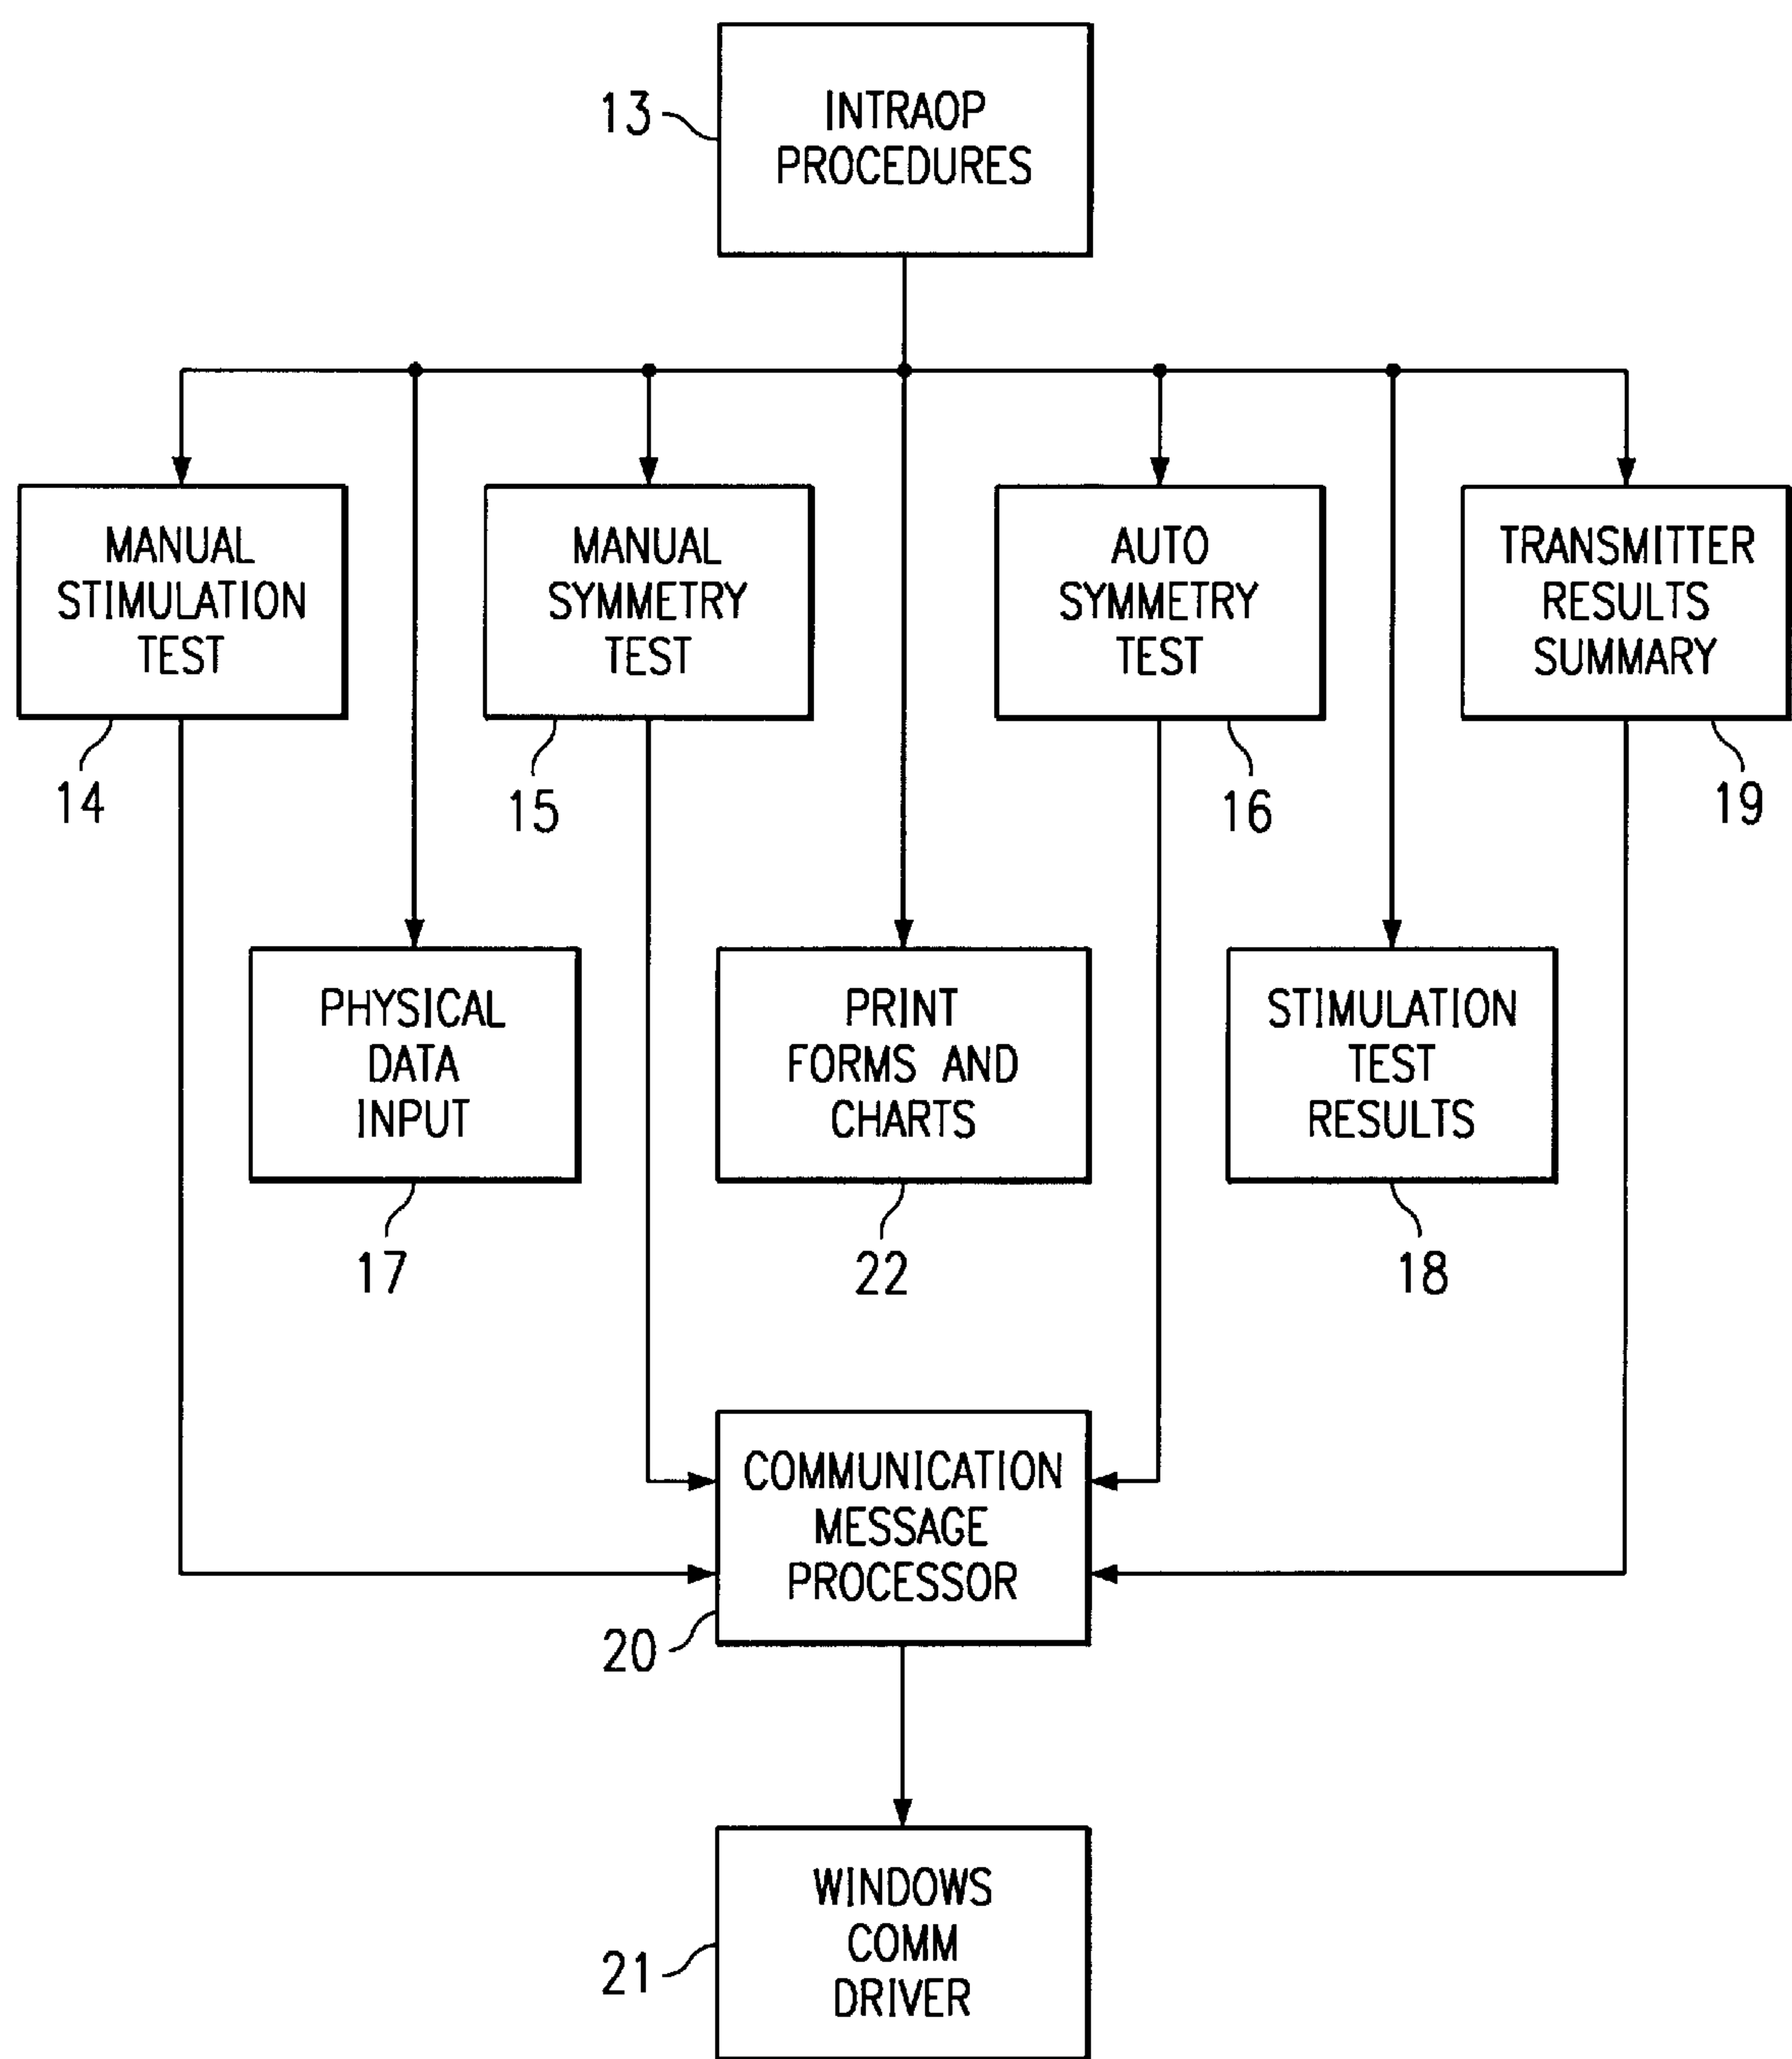 INTRAOP
PROCEDURES
13
MANUAL
STIMULATION
TEST
14
MANUAL
SYMMETRY
TEST
15
AUTO
SYMMETRY
TEST
16
TRANSMITTER
RESULTS
SUMMARY
19
PHYSICAL
DATA
INPUT
17
PRINT
FORMS AND
CHARTS
22
STIMULATION
TEST
RESULTS
18
COMMUNICATION
MESSAGE
PROCESSOR
20
WINDOWS
COMM
DRIVER
21